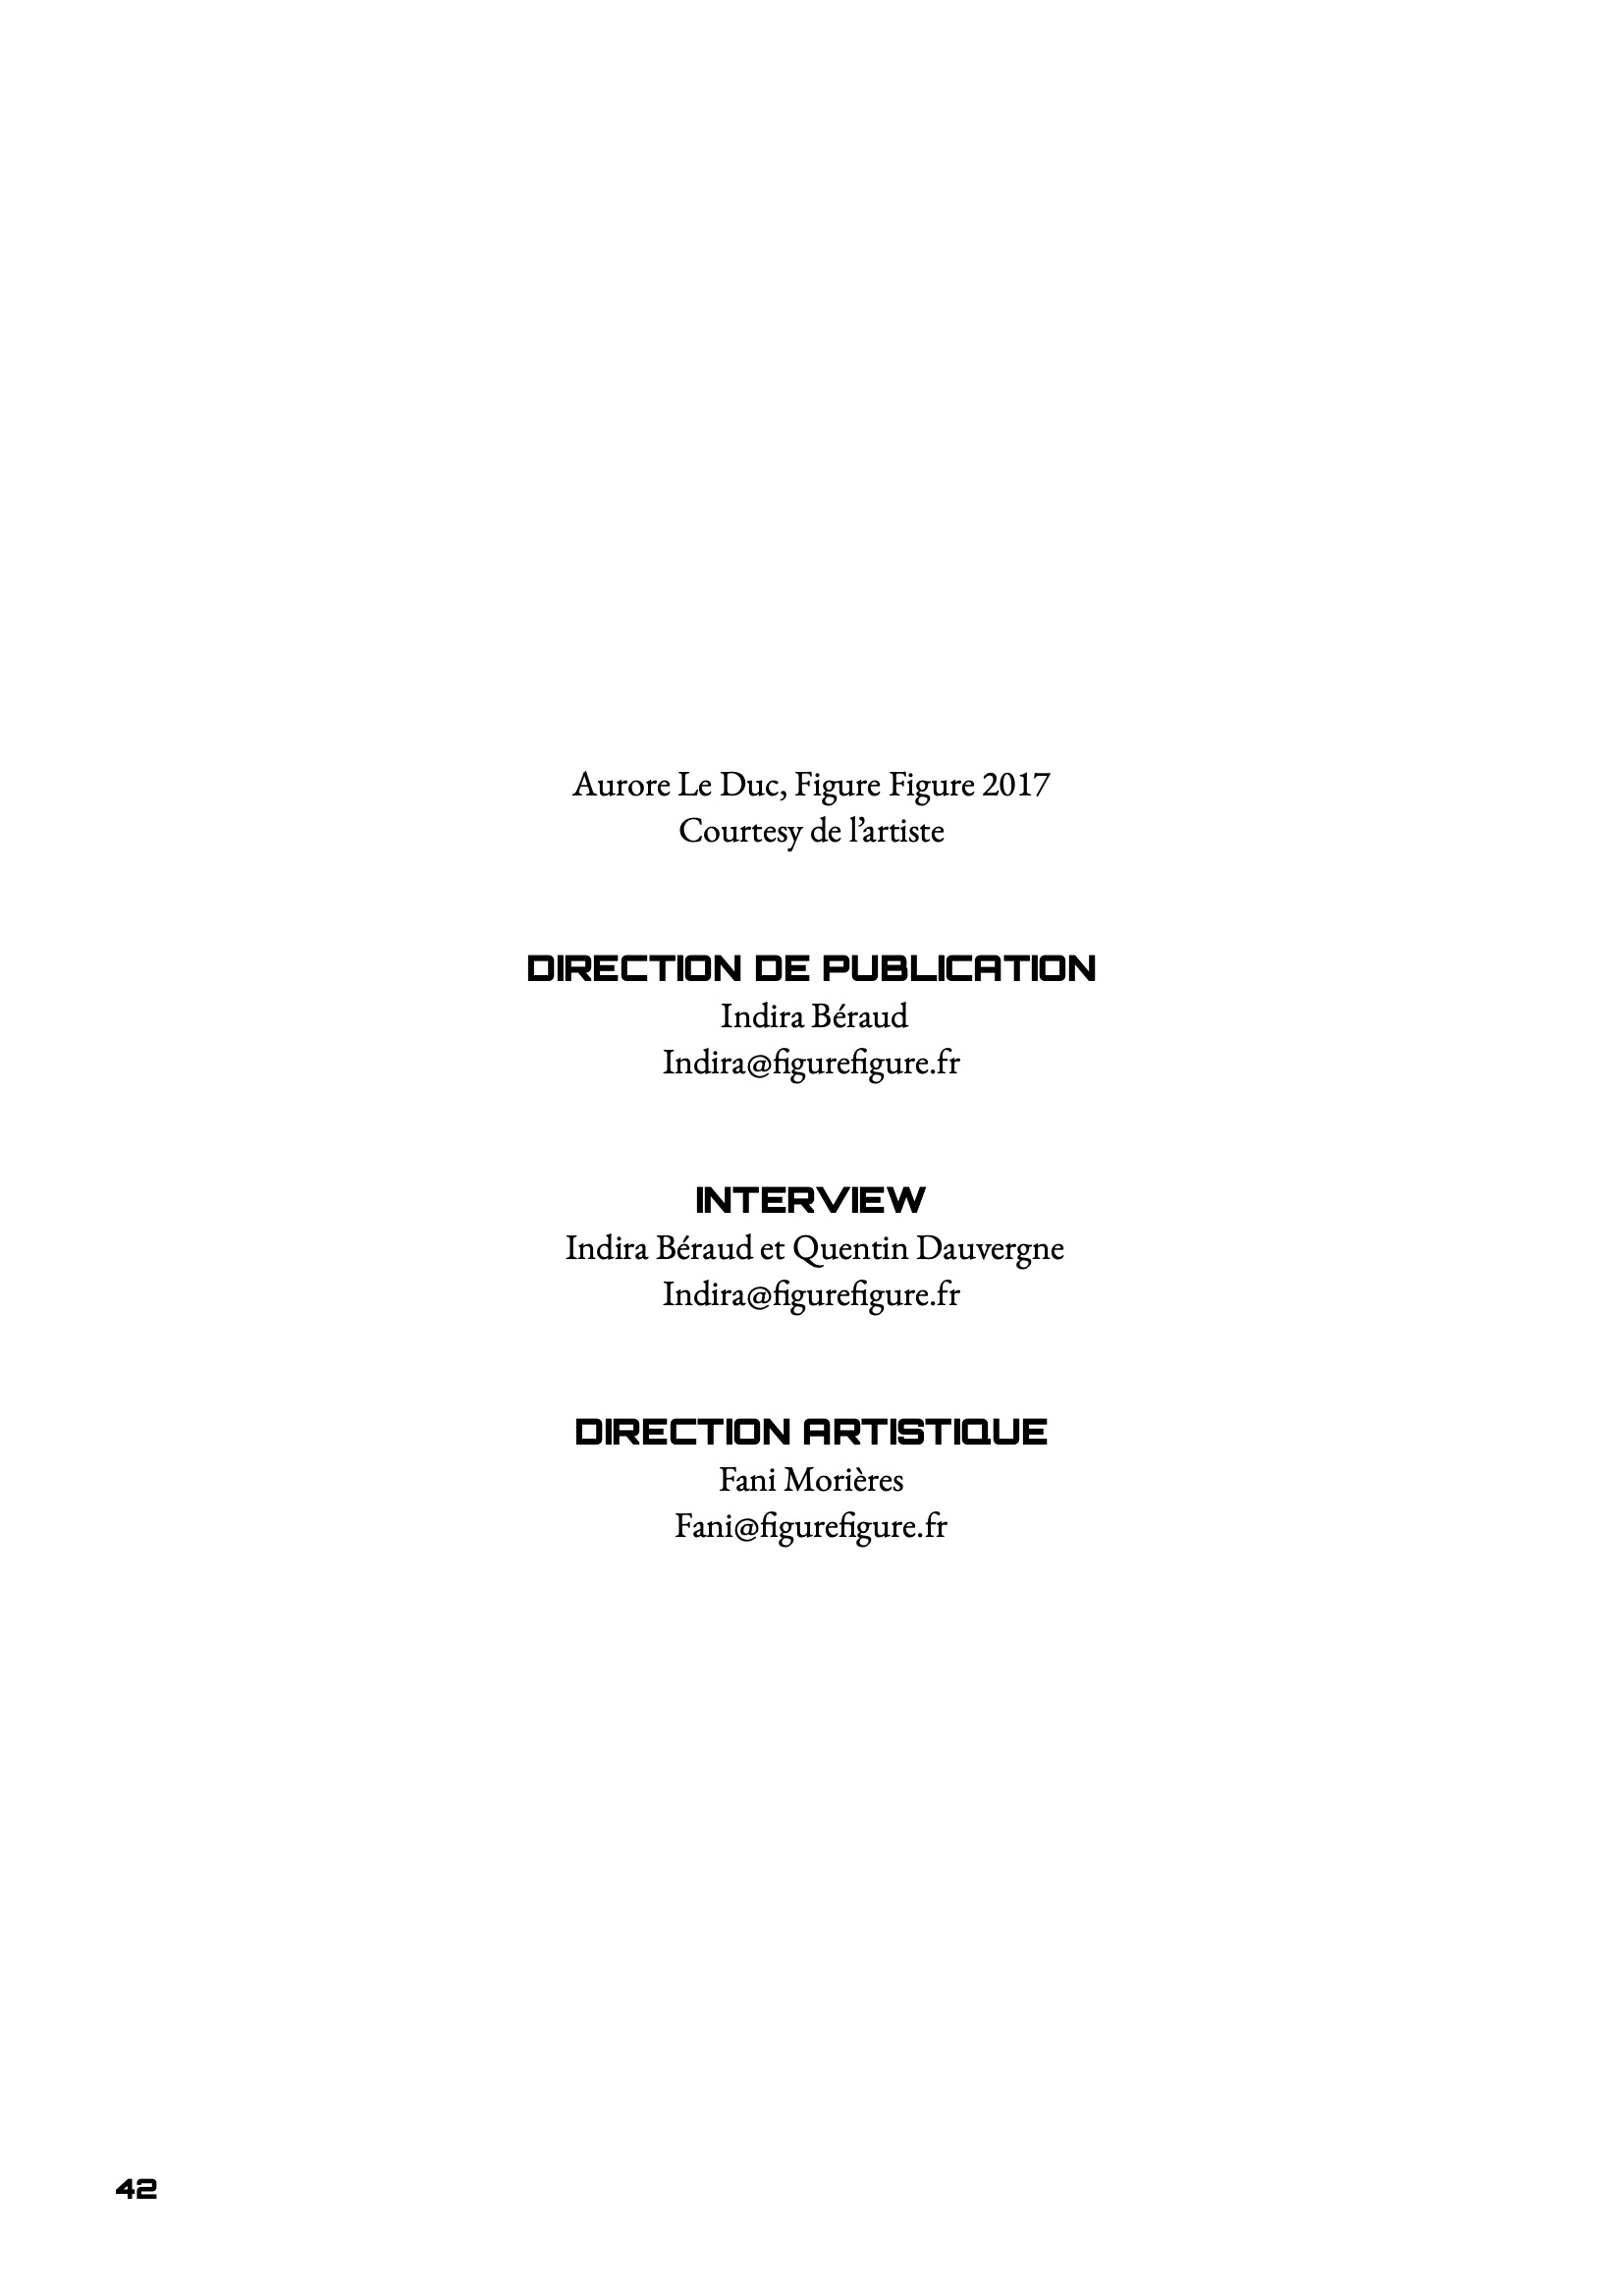 Aurore Le Duc, Figure Figure 2017
Courtesy de l’artiste
DIRECTION DE PUBLICATION
Indira Béraud
Indira@figurefigure.fr
INTERVIEW
Indira Béraud et Quentin Dauvergne
Indira@figurefigure.fr
DIRECTION ARTISTIQUE
Fani Morières
Fani@figurefigure.fr
42